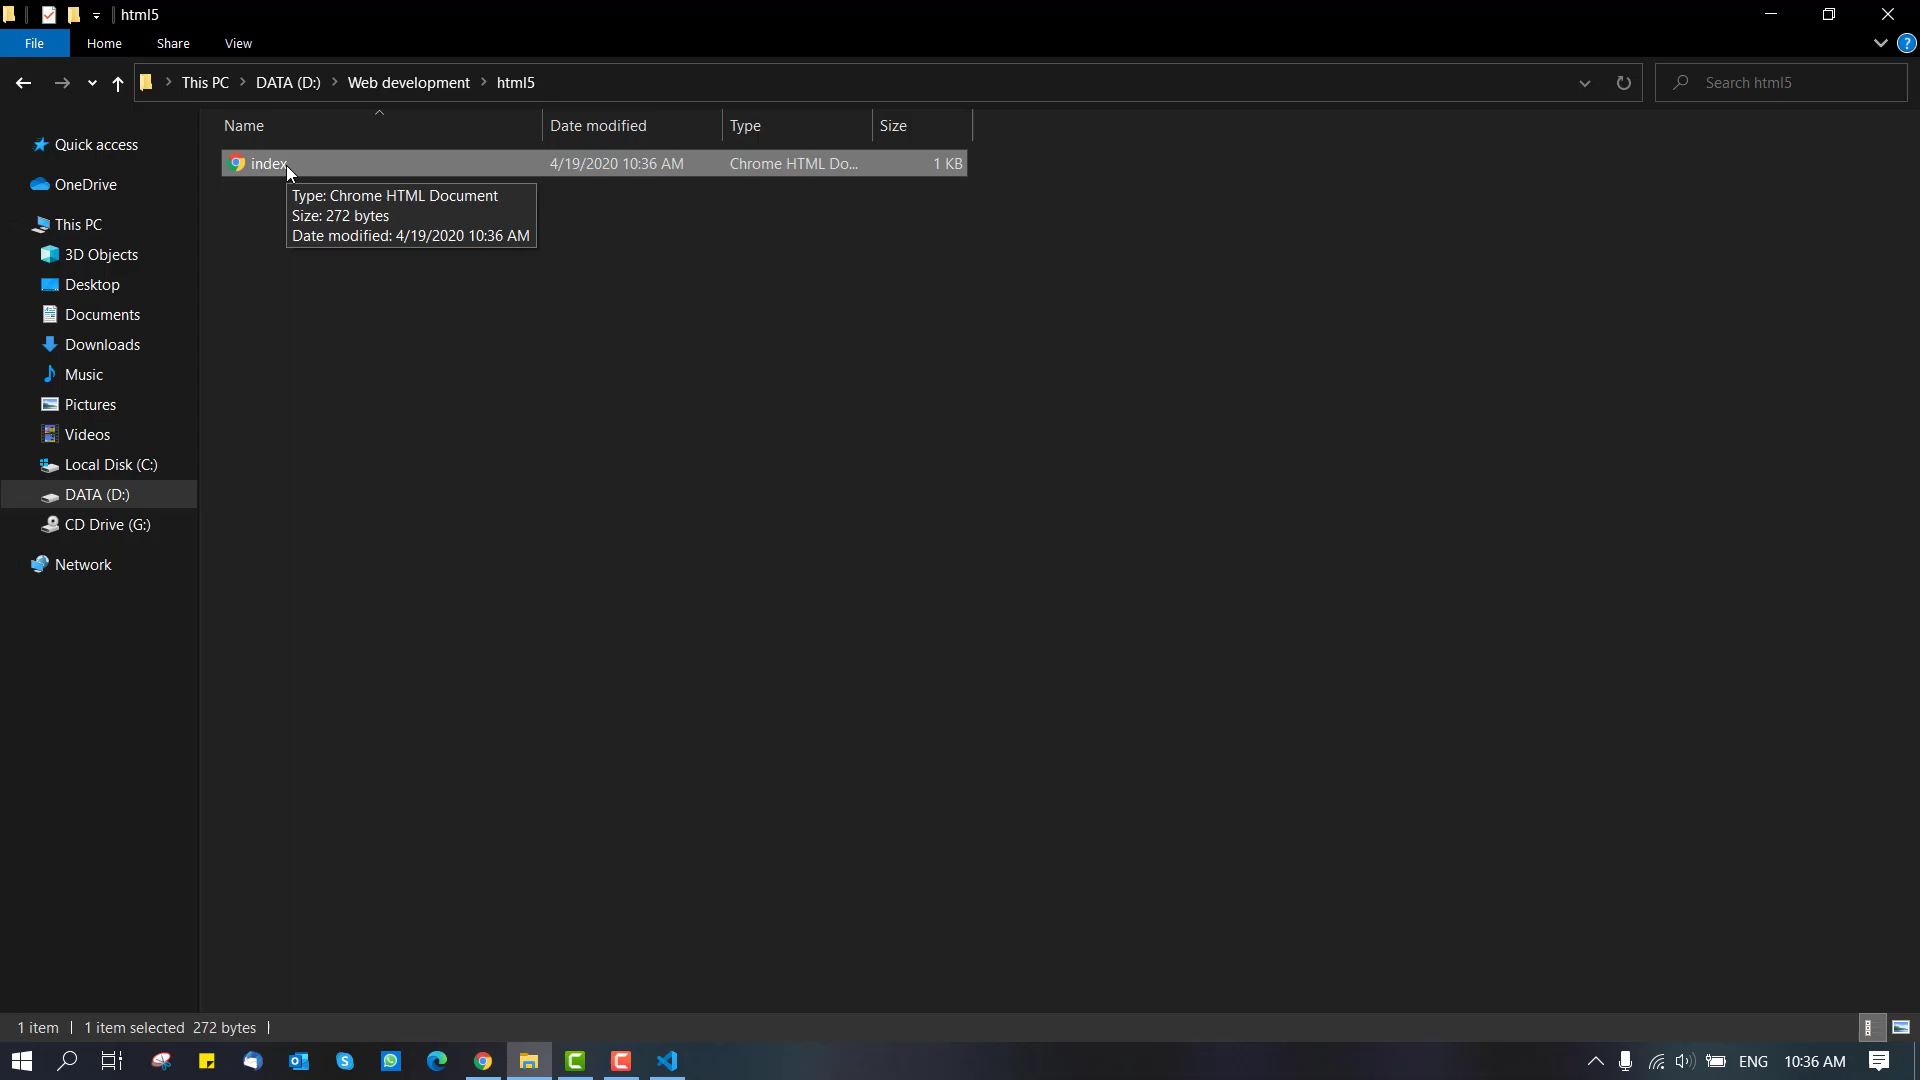 html5
File Home Share View
This PC DATA (D:) Web development html5
Search html5
Name Date modified Type Size
index 4/19/2020 10:36 AM Chrome HTML Do... 1 KB
Type: Chrome HTML Document
Size: 272 bytes
Date modified: 4/19/2020 10:36 AM
Quick access
OneDrive
This PC
3D Objects
Desktop
Documents
Downloads
Music
Pictures
Videos
Local Disk (C:)
DATA (D:)
CD Drive (G:)
Network
1 item 1 item selected 272 bytes
ENG 10:36 AM